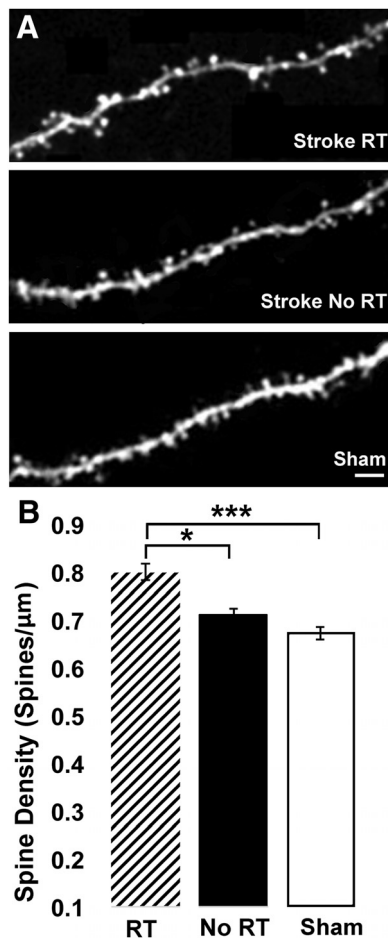 A
Stroke RT
Stroke No RT
Sham
B
***
*
0.9
0.8
0.7
0.6
0.5
0.4
0.3
0.2
0.1
Spine Density (Spines/μm)
RT No RT Sham